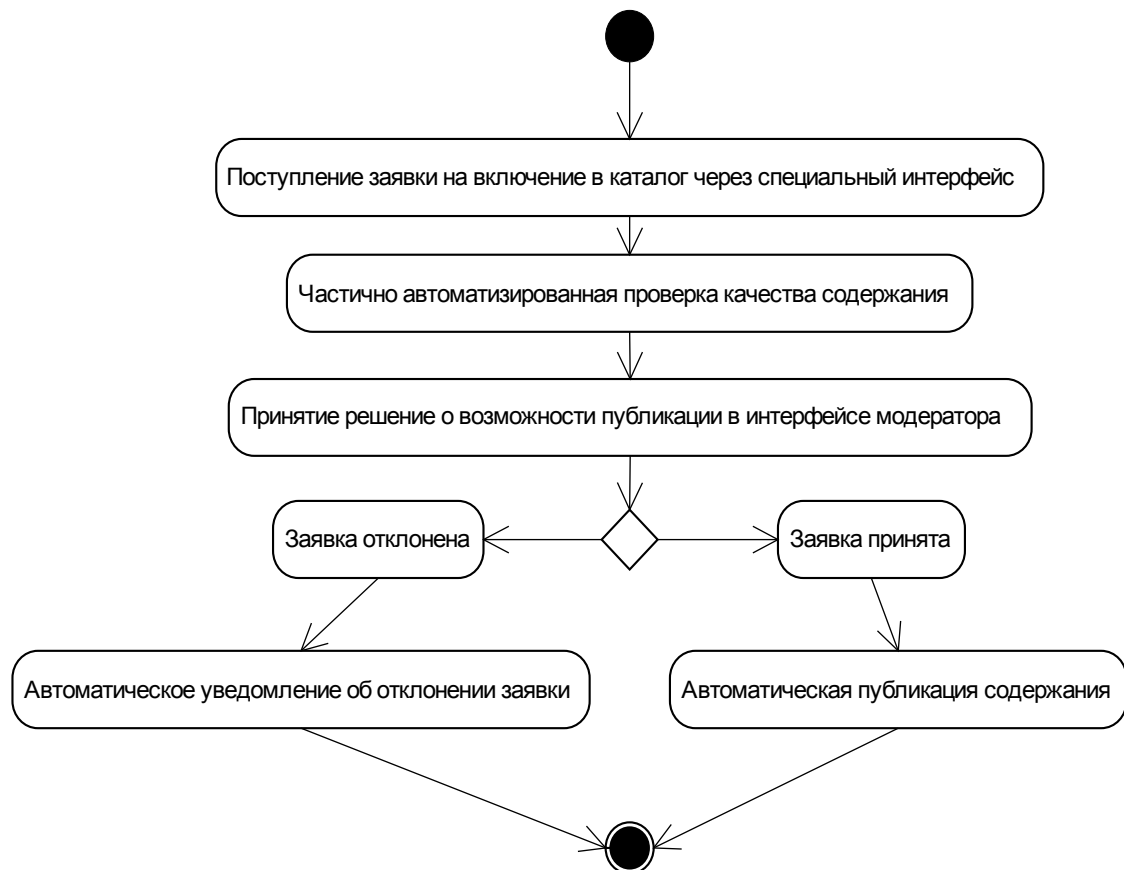 Поступление заявки на включение в каталог через специальный интерфейс
Частично автоматизированная проверка качества содержания
Принятие решение о возможности публикации в интерфейсе модератора
Заявка отклонена
Заявка принята
Автоматическое уведомление об отклонении заявки
Автоматическая публикация содержания